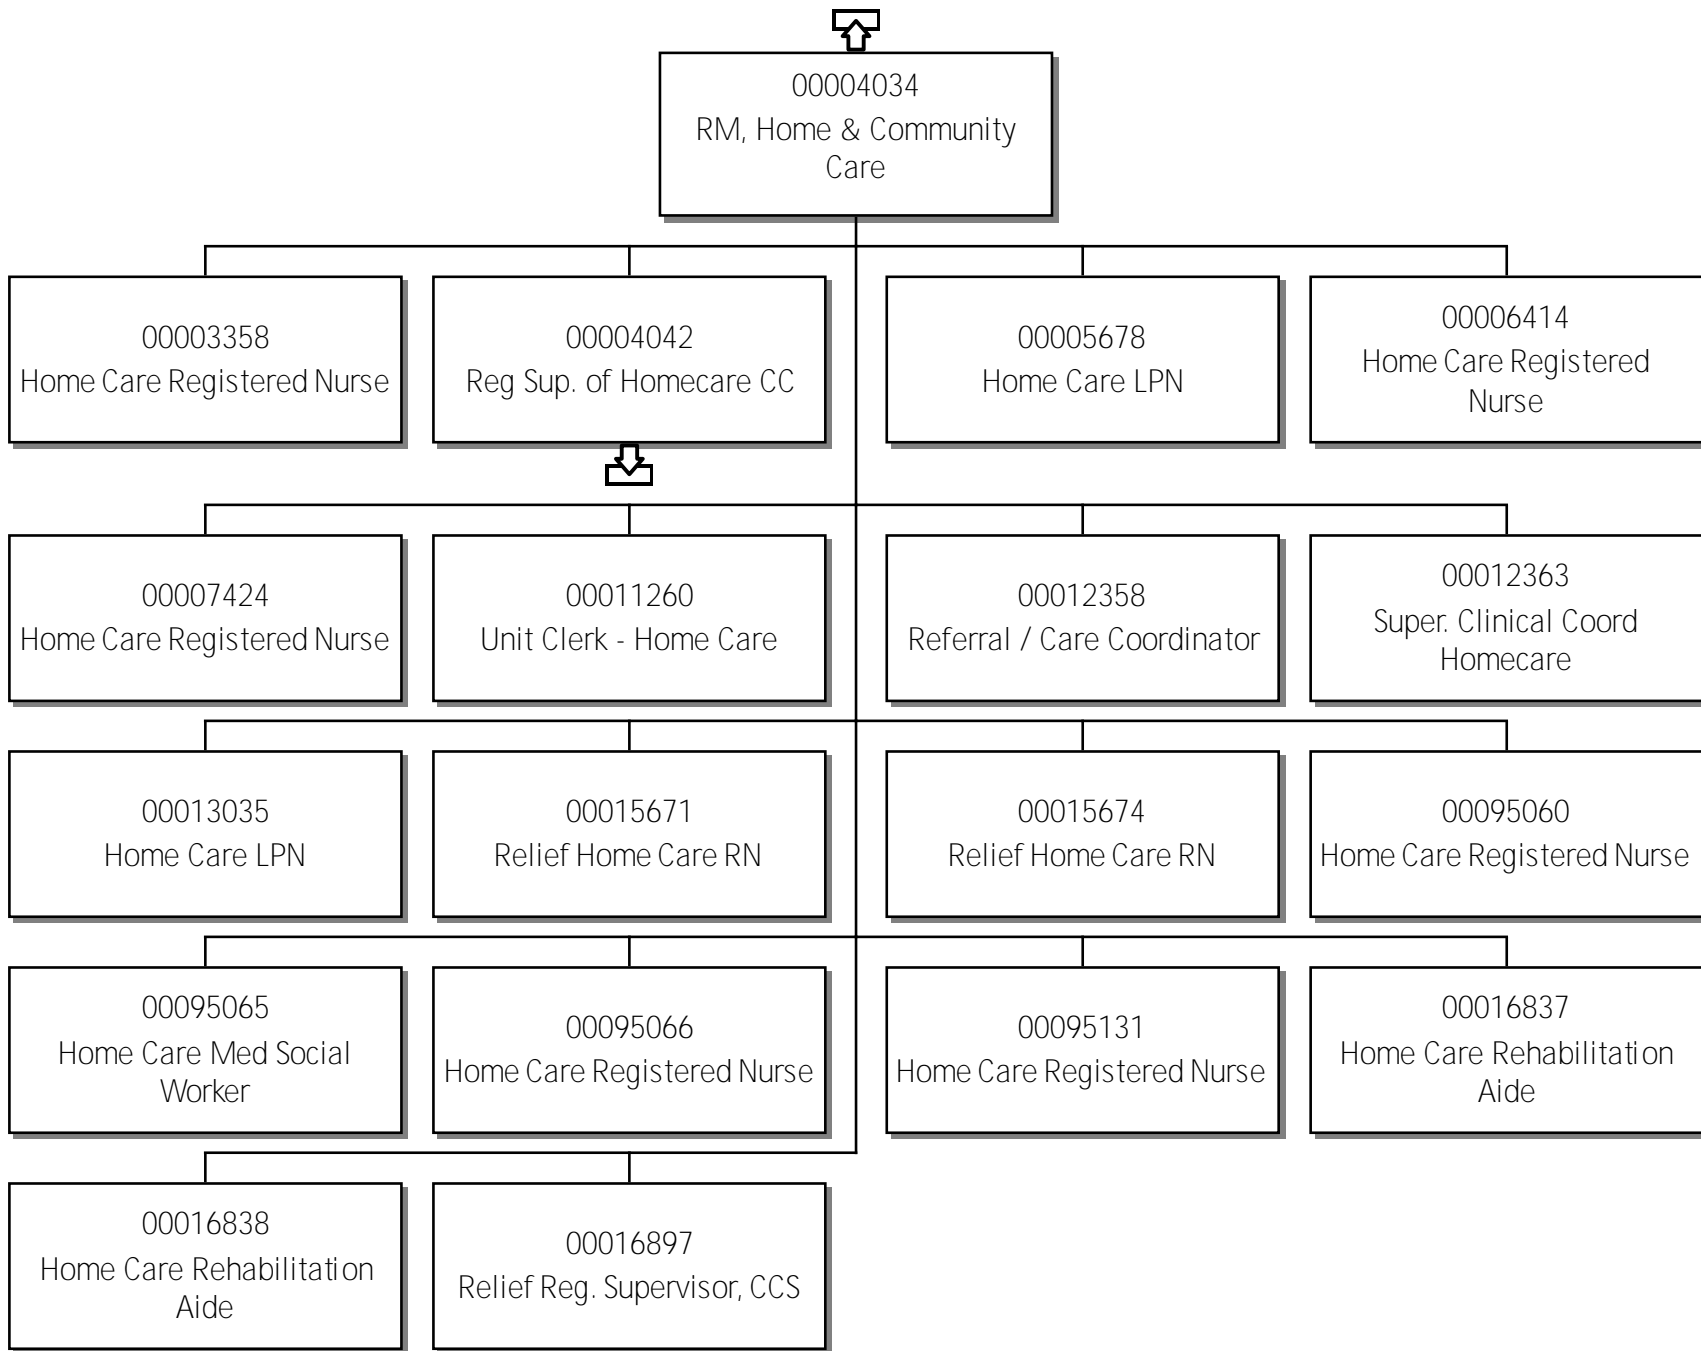 00004034
RM, Home & Community
Care
00003358
Home Care Registered Nurse
00004042
Reg Sup. of Homecare CC
00005678
Home Care LPN
00006414
Home Care Registered
Nurse
00007424
Home Care Registered Nurse
00011260
Unit Clerk - Home Care
00012358
Referral / Care Coordinator
00012363
Super. Clinical Coord
Homecare
00013035
Home Care LPN
00015671
Relief Home Care RN
00015674
Relief Home Care RN
00095060
Home Care Registered Nurse
00095065
Home Care Med Social
Worker
00095066
Home Care Registered Nurse
00095131
Home Care Registered Nurse
00016837
Home Care Rehabilitation
Aide
00016838
Home Care Rehabilitation
Aide
00016897
Relief Reg. Supervisor, CCS